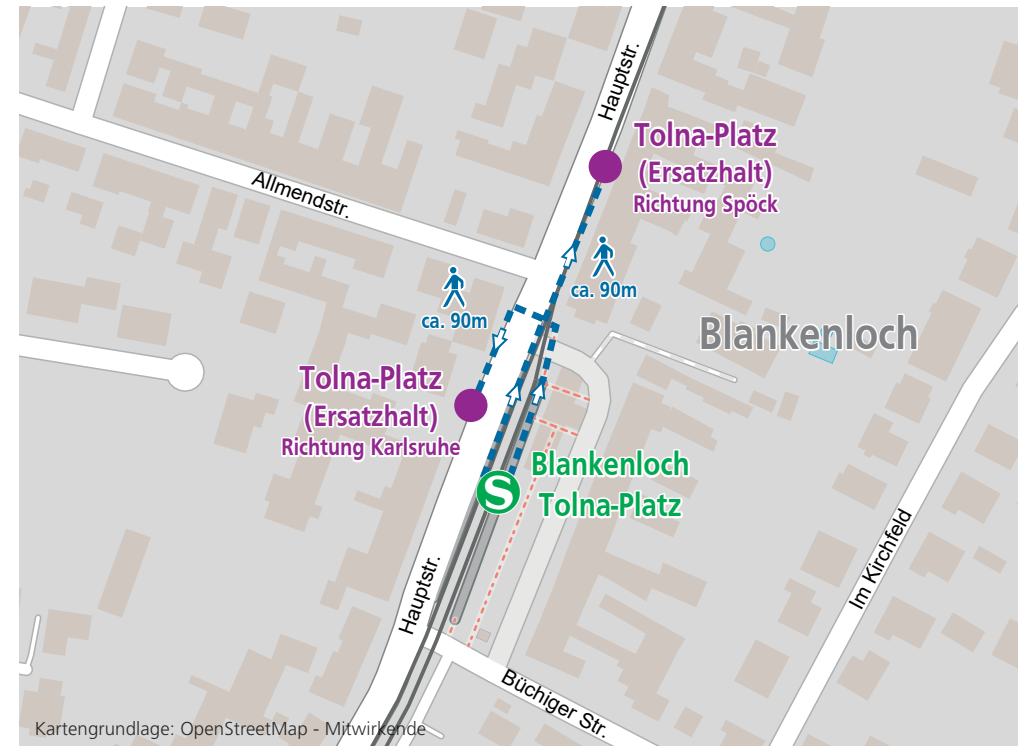 Hauptstr.
Tolna-Platz
(Ersatzhalt)
Richtung Spöck
Allmendstr.
ca. 90m
ca. 90m
Blankenloch
Tolna-Platz
(Ersatzhalt)
Richtung Karlsruhe
Blankenloch
Tolna-Platz
S
Im Kirchfeld
Hauptstr.
Büchiger Str.
Kartengrundlage: OpenStreetMap - Mitwirkende